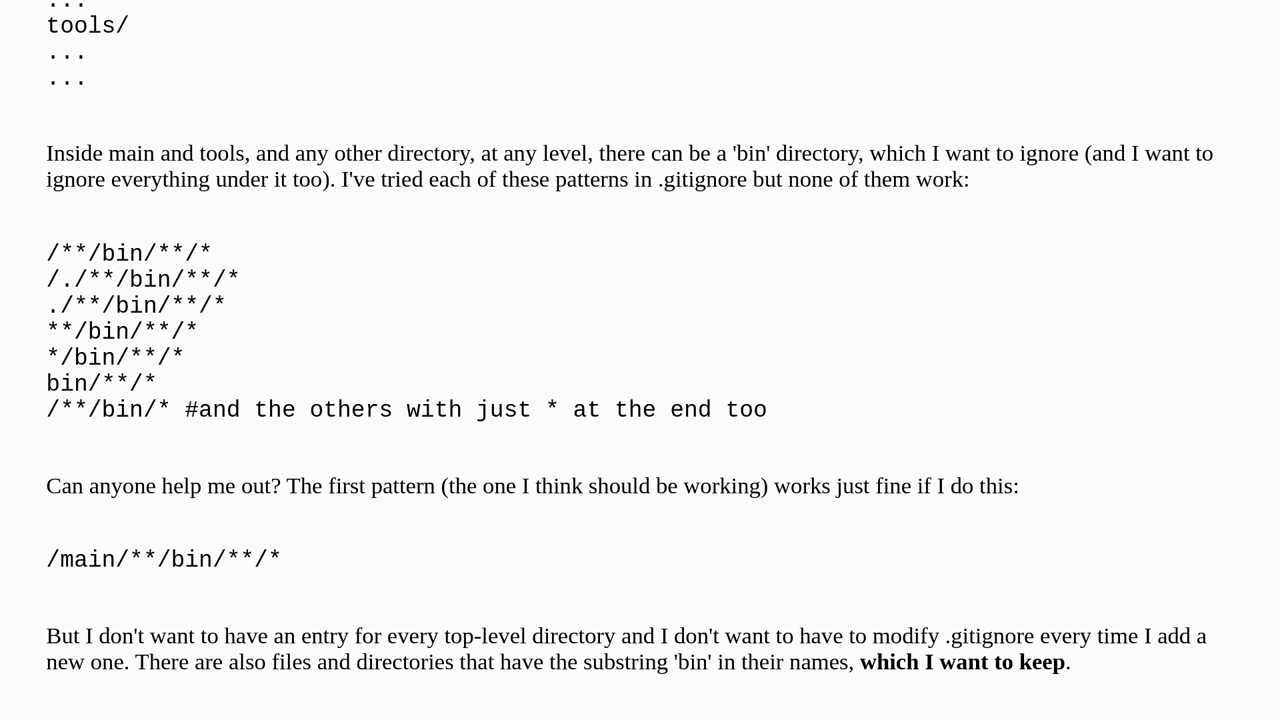 ...
tools/
...
...
Inside main and tools, and any other directory, at any level, there can be a 'bin' directory, which I want to ignore (and I want to
ignore everything under it too). I've tried each of these patterns in .gitignore but none of them work:
/**/bin/**/*
/./**/bin/**/*
./**/bin/**/*
**/bin/**/*
*/bin/**/*
bin/**/*
/**/bin/* #and the others with just * at the end too
Can anyone help me out? The first pattern (the one I think should be working) works just fine if I do this:
/main/**/bin/**/*
But I don't want to have an entry for every top-level directory and I don't want to have to modify .gitignore every time I add a
new one. There are also files and directories that have the substring 'bin' in their names, which I want to keep.